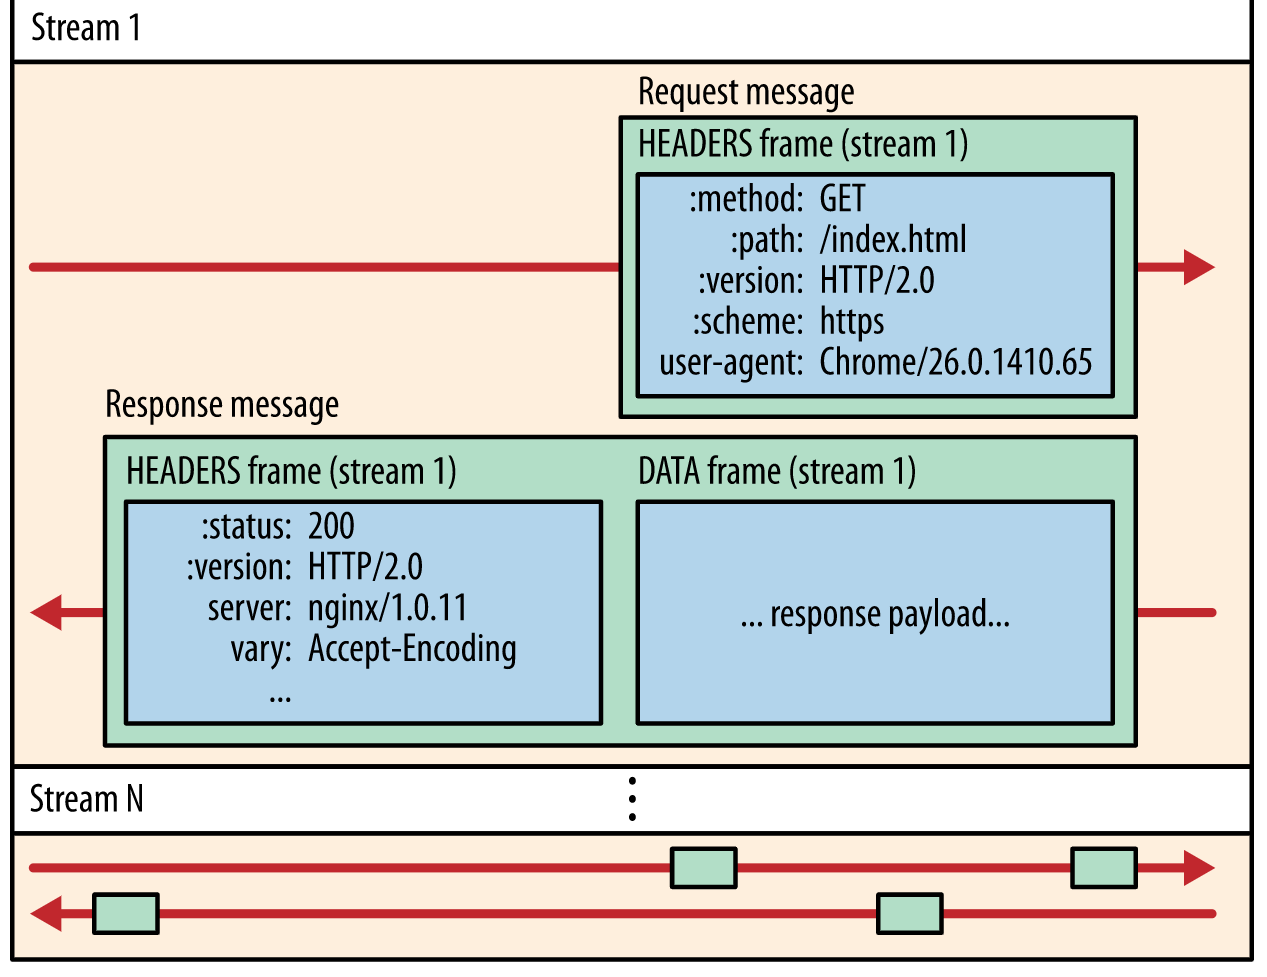 Stream 1
Request message
HEADERS frame (stream 1)
:method: GET
:path: /index.html
:version: HTTP/2.0
:scheme: https
user-agent: Chrome/26.0.1410.65
Response message
HEADERS frame (stream 1)
:status: 200
:version: HTTP/2.0
server: nginx/1.0.11
vary: Accept-Encoding
...
DATA frame (stream 1)
... response payload...
Stream N